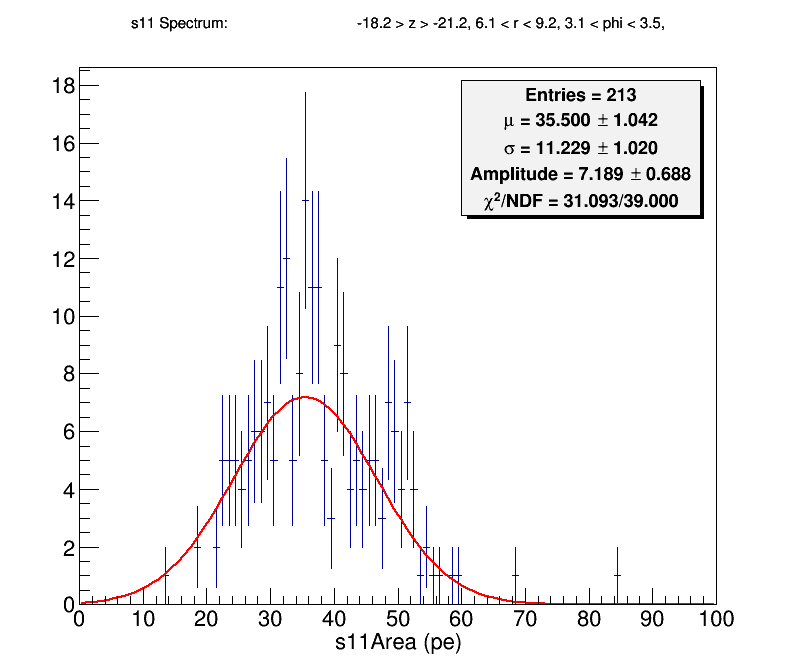 s11 Spectrum: -18.2 > z > -21.2, 6.1 < r < 9.2, 3.1 < phi < 3.5,
Entries = 213
μ = 35.500 ± 1.042
σ = 11.229 ± 1.020
Amplitude = 7.189 ± 0.688
χ²/NDF = 31.093/39.000
18
16
14
12
10
8
6
4
2
0
0 10 20 30 40 50 60 70 80 90 100
s11Area (pe)